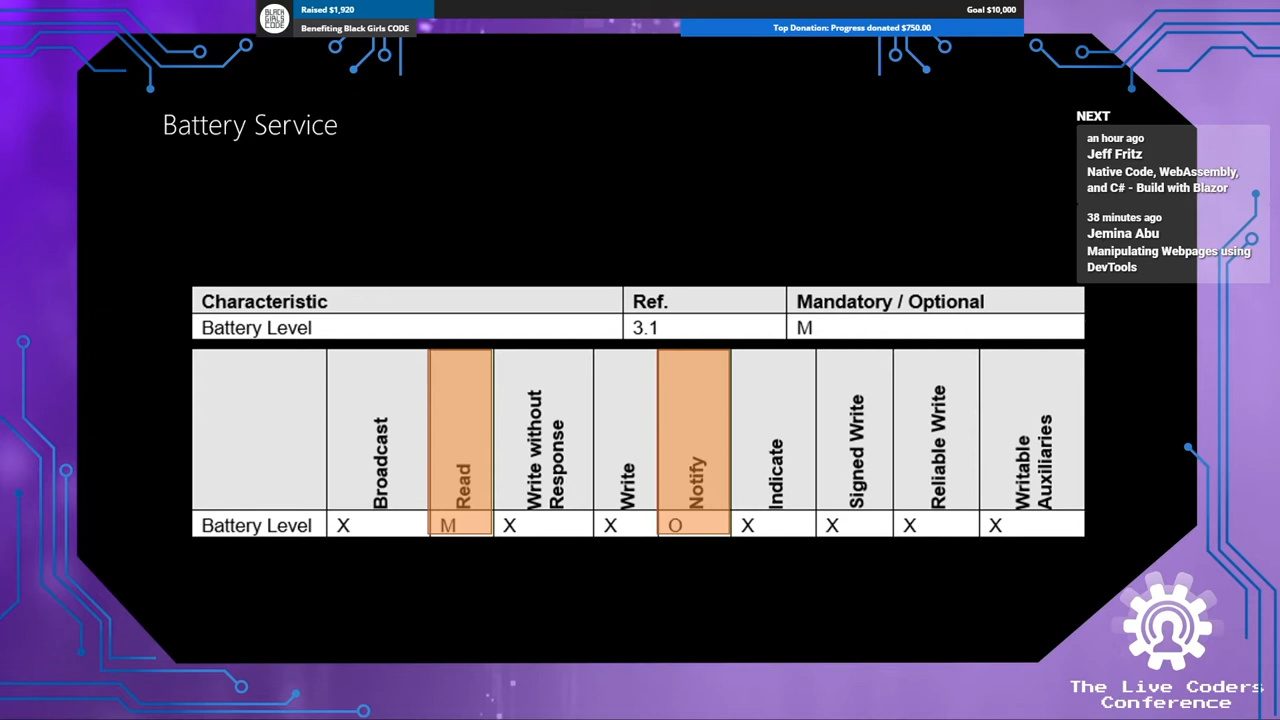 Raised $1,920
Goal $10,000
BLACK GIRLS CODE
Benefiting Black Girls CODE
Top Donation: Progress donated $750.00
Battery Service
NEXT
an hour ago
Jeff Fritz
Native Code, WebAssembly,
and C# - Build with Blazor
38 minutes ago
Jemina Abu
Manipulating Webpages using
DevTools
Characteristic Ref. Mandatory / Optional
Battery Level 3.1 M
Broadcast Read Write without Response Write Notify Indicate Signed Write Reliable Write Writable Auxiliaries
Battery Level X M X X O X X X X
The Live Coders
Conference